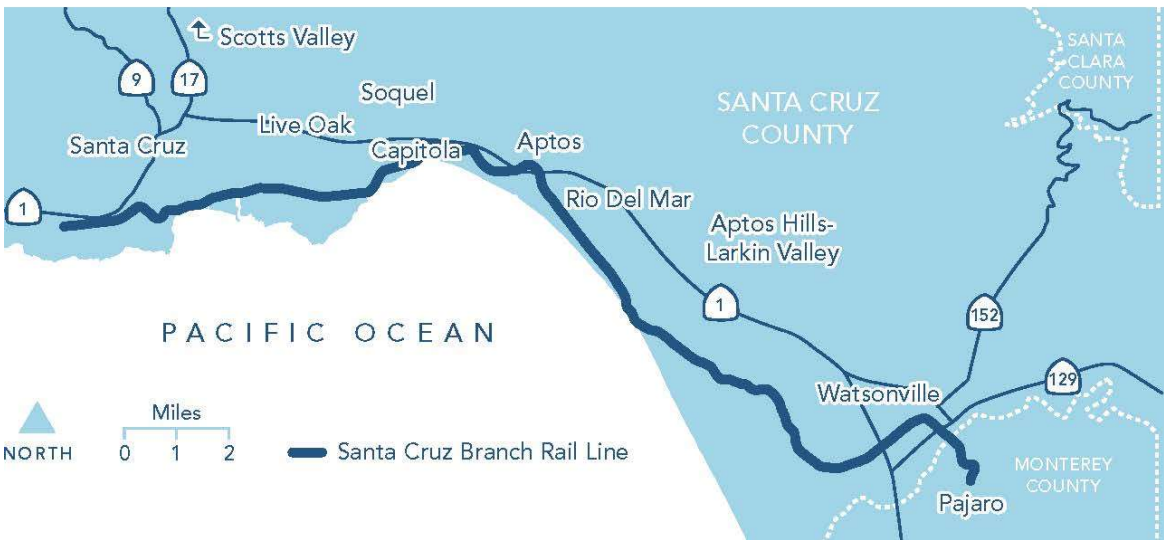 Scotts Valley
9
17
Soquel
SANTA
CLARA
COUNTY
SANTA CRUZ
COUNTY
Live Oak
Santa Cruz
Capitola
Aptos
1
Rio Del Mar
Aptos Hills-
Larkin Valley
1
152
PACIFIC OCEAN
129
Watsonville
Miles
NORTH
0 1 2
Santa Cruz Branch Rail Line
MONTEREY
COUNTY
Pajaro